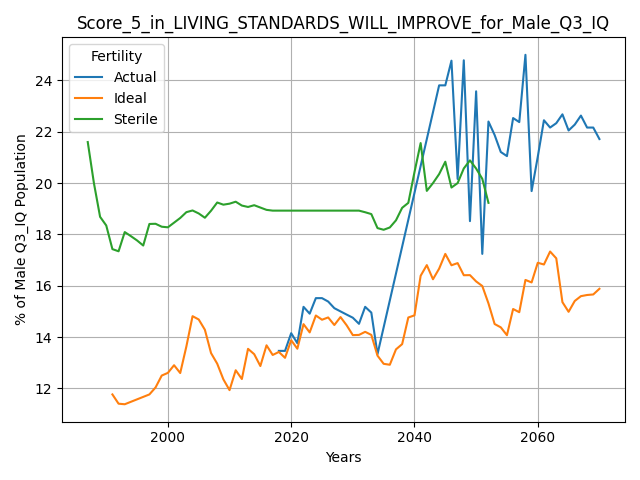 Score_5_in_LIVING_STANDARDS_WILL_IMPROVE_for_Male_Q3_IQ
Fertility
Actual
Ideal
Sterile
% of Male Q3_IQ Population
24
22
20
18
16
14
12
2000
2020
2040
2060
Years